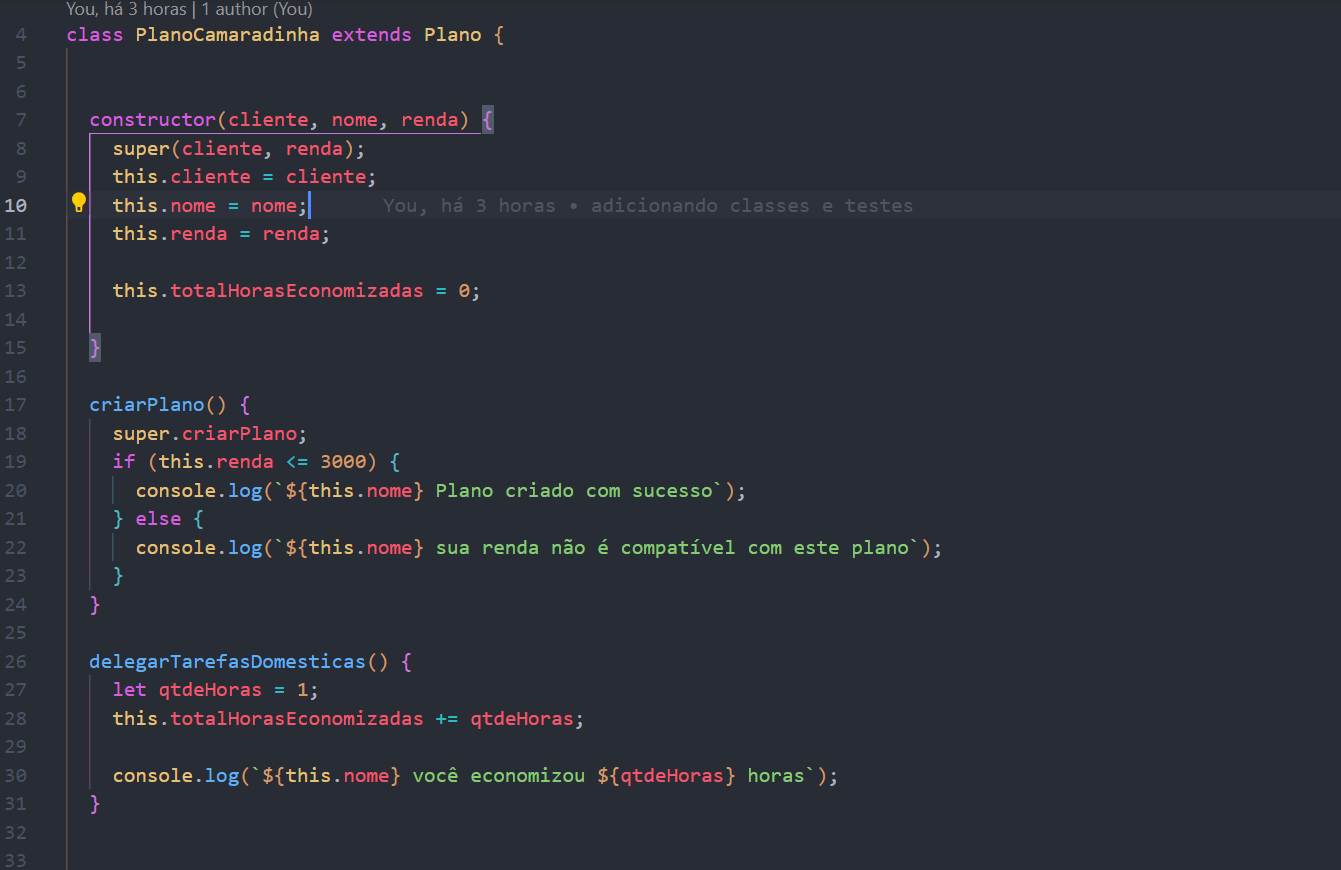 You, há 3 horas | 1 author (You)
4 class PlanoCamaradinha extends Plano {
5
6
7 constructor(cliente, nome, renda) {
8 super(cliente, renda);
9 this.cliente = cliente;
10 this.nome = nome; You, há 3 horas • adicionando classes e testes
11 this.renda = renda;
12
13 this.totalHorasEconomizadas = 0;
14
15 }
16
17 criarPlano() {
18 super.criarPlano;
19 if (this.renda <= 3000) {
20 console.log(`${this.nome} Plano criado com sucesso`);
21 } else {
22 console.log(`${this.nome} sua renda não é compatível com este plano`);
23 }
24 }
25
26 delegarTarefasDomesticas() {
27 let qtdeHoras = 1;
28 this.totalHorasEconomizadas += qtdeHoras;
29
30 console.log(`${this.nome} você economizou ${qtdeHoras} horas`);
31 }
32
33